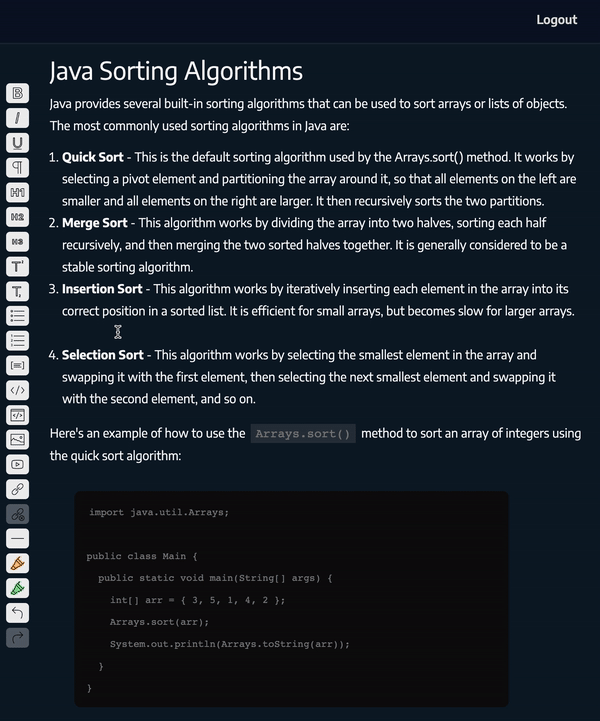 Logout
Java Sorting Algorithms
Java provides several built-in sorting algorithms that can be used to sort arrays or lists of objects.
The most commonly used sorting algorithms in Java are:
1. Quick Sort - This is the default sorting algorithm used by the Arrays.sort() method. It works by
selecting a pivot element and partitioning the array around it, so that all elements on the left are
smaller and all elements on the right are larger. It then recursively sorts the two partitions.
2. Merge Sort - This algorithm works by dividing the array into two halves, sorting each half
recursively, and then merging the two sorted halves together. It is generally considered to be a
stable sorting algorithm.
3. Insertion Sort - This algorithm works by iteratively inserting each element in the array into its
correct position in a sorted list. It is efficient for small arrays, but becomes slow for larger arrays.
4. Selection Sort - This algorithm works by selecting the smallest element in the array and
swapping it with the first element, then selecting the next smallest element and swapping it
with the second element, and so on.
Here's an example of how to use the Arrays.sort() method to sort an array of integers using
the quick sort algorithm:
import java.util.Arrays;
public class Main {
public static void main(String[] args) {
int[] arr = { 3, 5, 1, 4, 2 };
Arrays.sort(arr);
System.out.println(Arrays.toString(arr));
}
}
B
I
U
H1
H2
H3
T
T